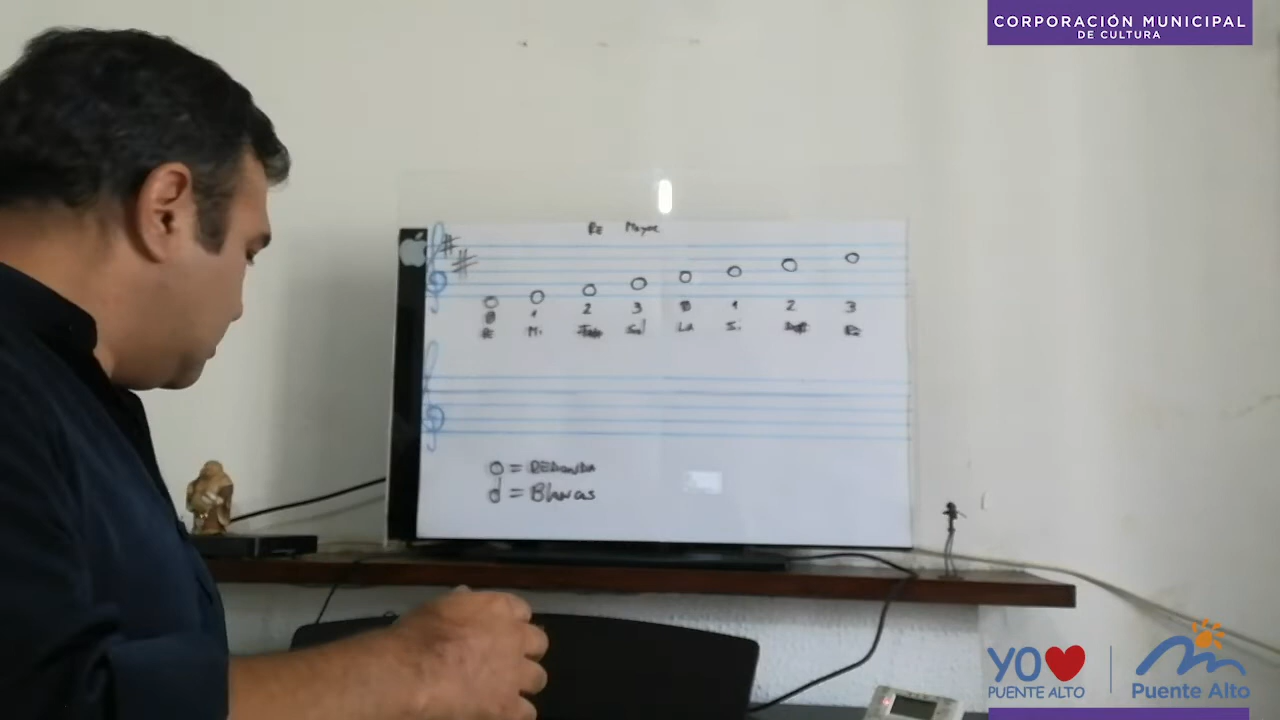 CORPORACIÓN MUNICIPAL
DE CULTURA
RE Mayor
0 1 2 3 0 1 2 3
RE Mi Sol La Si Re
O = REDONDA
d = Blancas
YO
PUENTE ALTO
Puente Alto